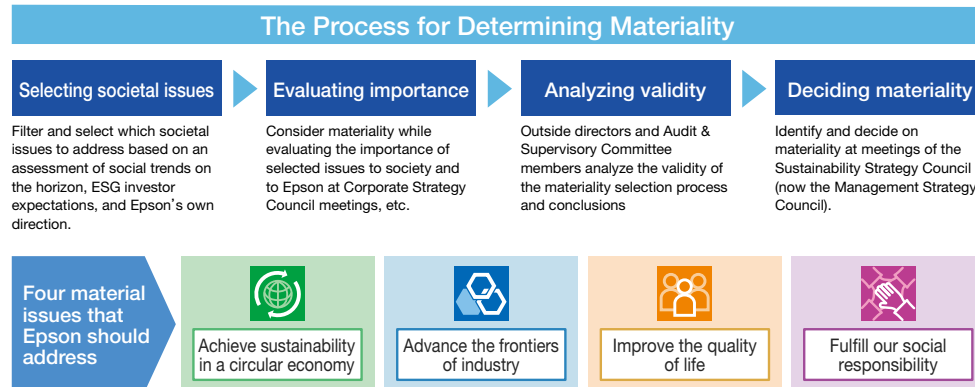 The Process for Determining Materiality
Selecting societal issues
Filter and select which societal
issues to address based on an
assessment of social trends on
the horizon, ESG investor
expectations, and Epson's own
direction.
Evaluating importance
Consider materiality while
evaluating the importance of
selected issues to society and
to Epson at Corporate Strategy
Council meetings, etc.
Analyzing validity
Outside directors and Audit &
Supervisory Committee
members analyze the validity of
the materiality selection process
and conclusions
Deciding materiality
Identify and decide on
materiality at meetings of the
Sustainability Strategy Council
(now the Management Strategy
Council).
Four material
issues that
Epson should
address
Achieve sustainability
in a circular economy
Advance the frontiers
of industry
Improve the quality
of life
Fulfill our social
responsibility